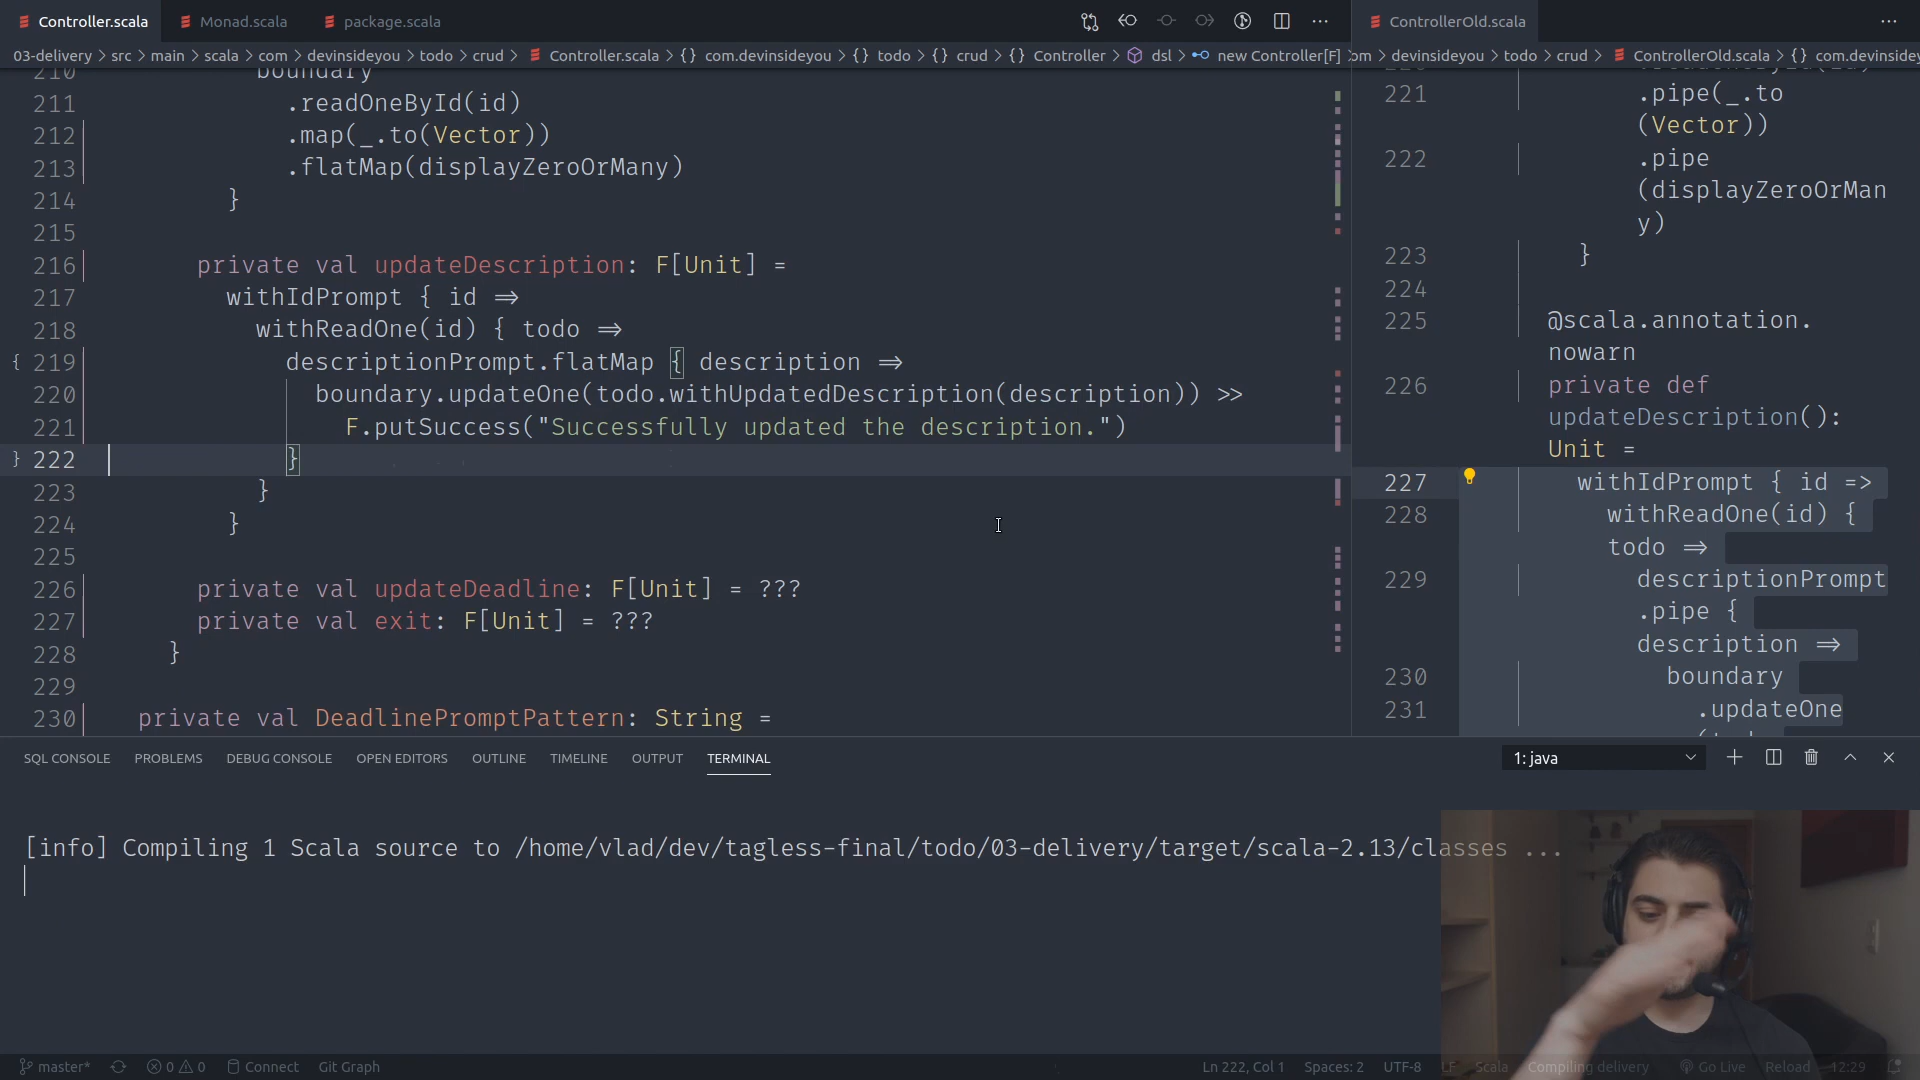 Controller.scala
Monad.scala
package.scala
ControllerOld.scala
03-delivery > src > main > scala > com > devinsideyou > todo > crud > Controller.scala > {} com.devinsideyou > {} todo > {} crud > {} Controller > dsl > new Controller[F]
om > devinsideyou > todo > crud > ControllerOld.scala > {} com.devinsideyou
210 boundary
211 .readOneById(id)
212 .map(_.to(Vector))
213 .flatMap(displayZeroOrMany)
214 }
215
216 private val updateDescription: F[Unit] =
217 withIdPrompt { id ⇒
218 withReadOne(id) { todo ⇒
{ 219 descriptionPrompt.flatMap { description ⇒
220 boundary.updateOne(todo.withUpdatedDescription(description)) >>
221 F.putSuccess("Successfully updated the description.")
} 222 }
223 }
224 }
225
226 private val updateDeadline: F[Unit] = ???
227 private val exit: F[Unit] = ???
228 }
229
230 private val DeadlinePromptPattern: String =
221 .pipe(_.to
(Vector))
222 .pipe
(displayZeroOrMan
y)
223 }
224
225 @scala.annotation.
nowarn
226 private def
updateDescription():
Unit =
227 withIdPrompt { id =>
228 withReadOne(id) {
todo ⇒
229 descriptionPrompt
.pipe {
description ⇒
230 boundary
231 .updateOne
SQL CONSOLE
PROBLEMS
DEBUG CONSOLE
OPEN EDITORS
OUTLINE
TIMELINE
OUTPUT
TERMINAL
1: java
[info] Compiling 1 Scala source to /home/vlad/dev/tagless-final/todo/03-delivery/target/scala-2.13/classes ...
master*
0
0
Connect
Git Graph
Ln 222, Col 1
Spaces: 2
UTF-8
LF
Scala
Compiling delivery
Go Live
Reload
12:29